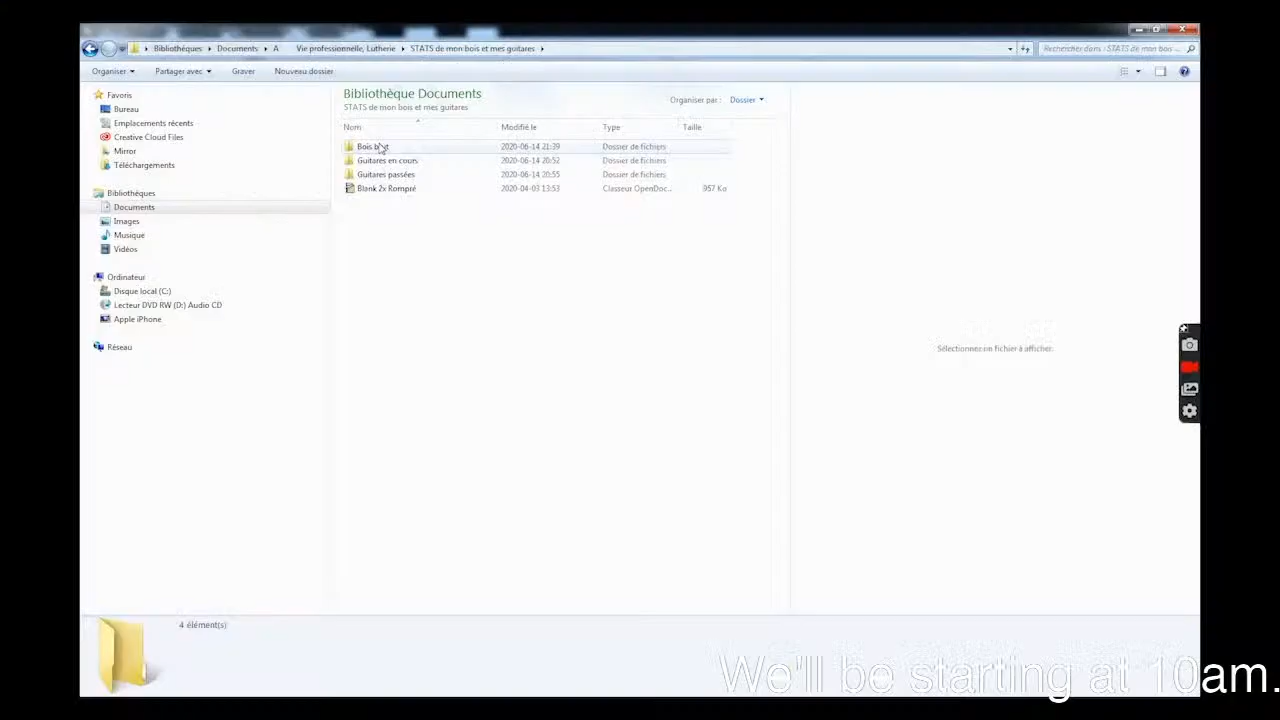 Bibliothèques Documents A Vie professionnelle, Lutherie STATS de mon bois et mes guitares
Rechercher dans : STATS de mon bois ...
Organiser Partager avec Graver Nouveau dossier
Favoris
Bureau
Emplacements récents
Creative Cloud Files
Mirror
Téléchargements
Bibliothèques
Documents
Images
Musique
Vidéos
Ordinateur
Disque local (C:)
Lecteur DVD RW (D:) Audio CD
Apple iPhone
Réseau
Bibliothèque Documents
STATS de mon bois et mes guitares
Organiser par : Dossier
Nom Modifié le Type Taille
Bois 2020-06-14 21:39 Dossier de fichiers
Guitares en cours 2020-06-14 20:52 Dossier de fichiers
Guitares passées 2020-06-14 20:55 Dossier de fichiers
Blank 2x Rompré 2020-04-03 13:53 Classeur OpenDoc... 957 Ko
Sélectionnez un fichier à afficher.
4 élément(s)
We'll be starting at 10am.